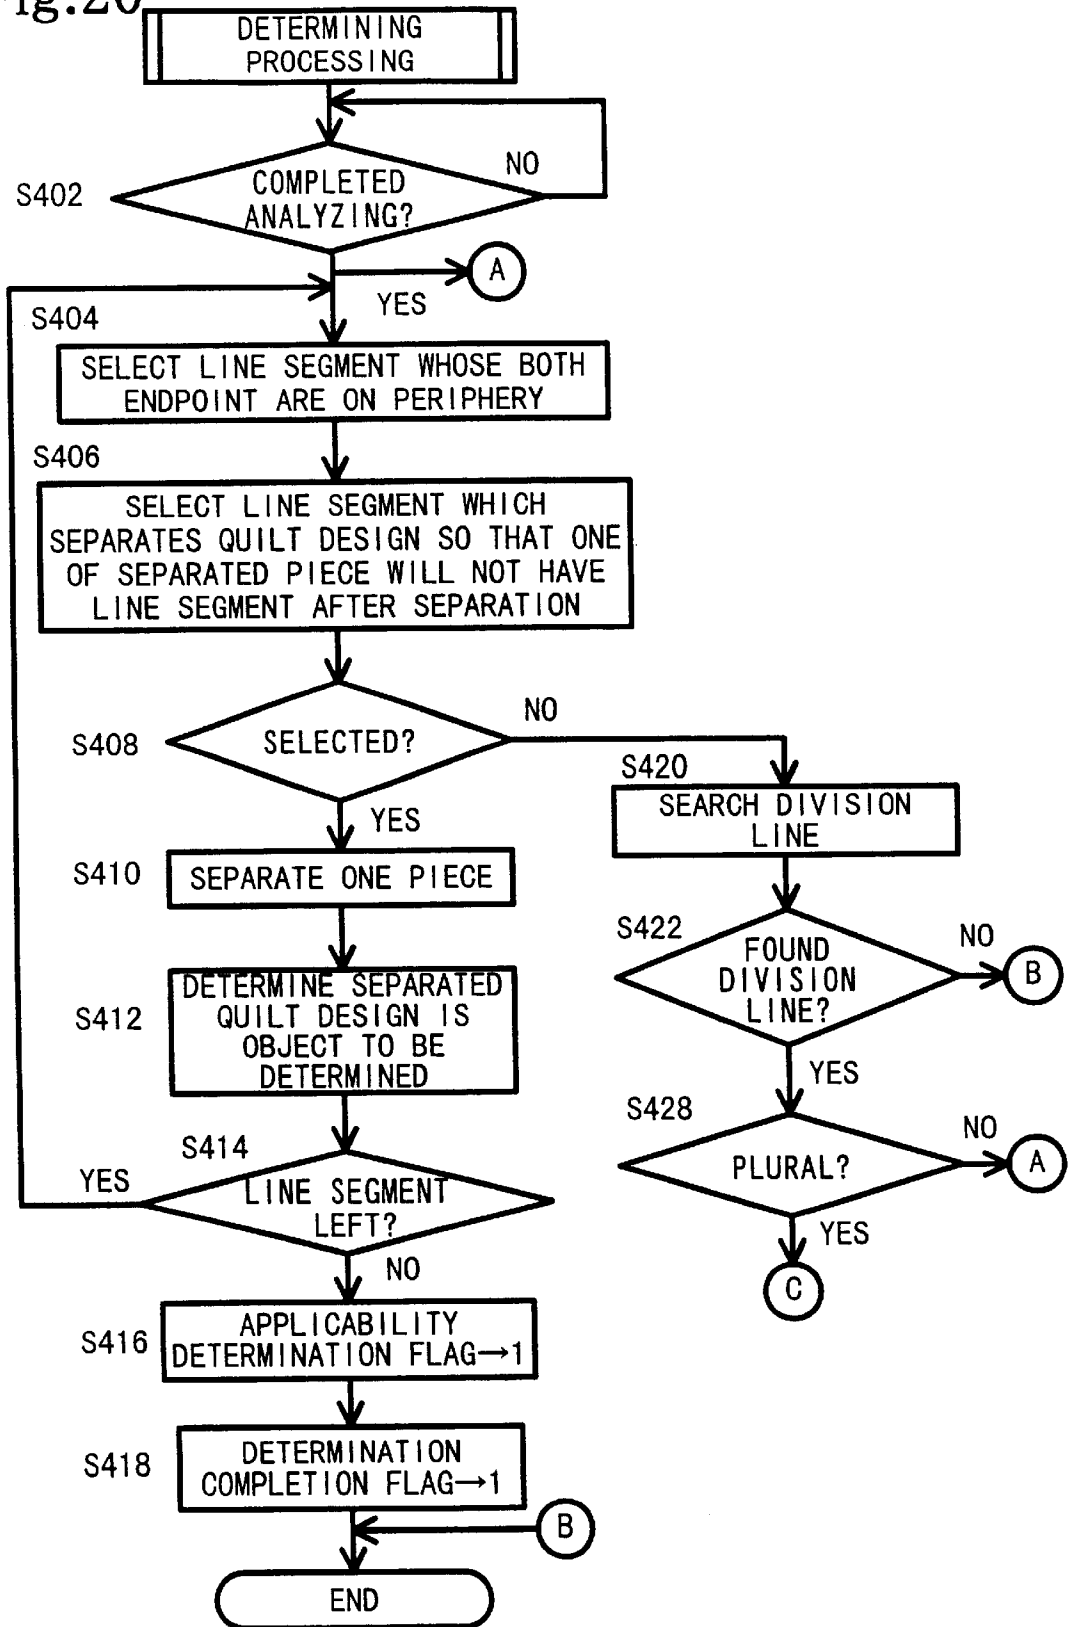 Fig.20
DETERMINING
PROCESSING
NO
S402
COMPLETED
ANALYZING?
A
YES
S404
SELECT LINE SEGMENT WHOSE BOTH
ENDPOINT ARE ON PERIPHERY
S406
SELECT LINE SEGMENT WHICH
SEPARATES QUILT DESIGN SO THAT ONE
OF SEPARATED PIECE WILL NOT HAVE
LINE SEGMENT AFTER SEPARATION
S408
SELECTED?
NO
YES
S410
SEPARATE ONE PIECE
S412
DETERMINE SEPARATED
QUILT DESIGN IS
OBJECT TO BE
DETERMINED
S414
YES
LINE SEGMENT
LEFT?
NO
S416
APPLICABILITY
DETERMINATION FLAG→1
S418
DETERMINATION
COMPLETION FLAG→1
B
END
S420
SEARCH DIVISION
LINE
S422
FOUND
DIVISION
LINE?
NO
B
YES
S428
PLURAL?
NO
A
YES
C